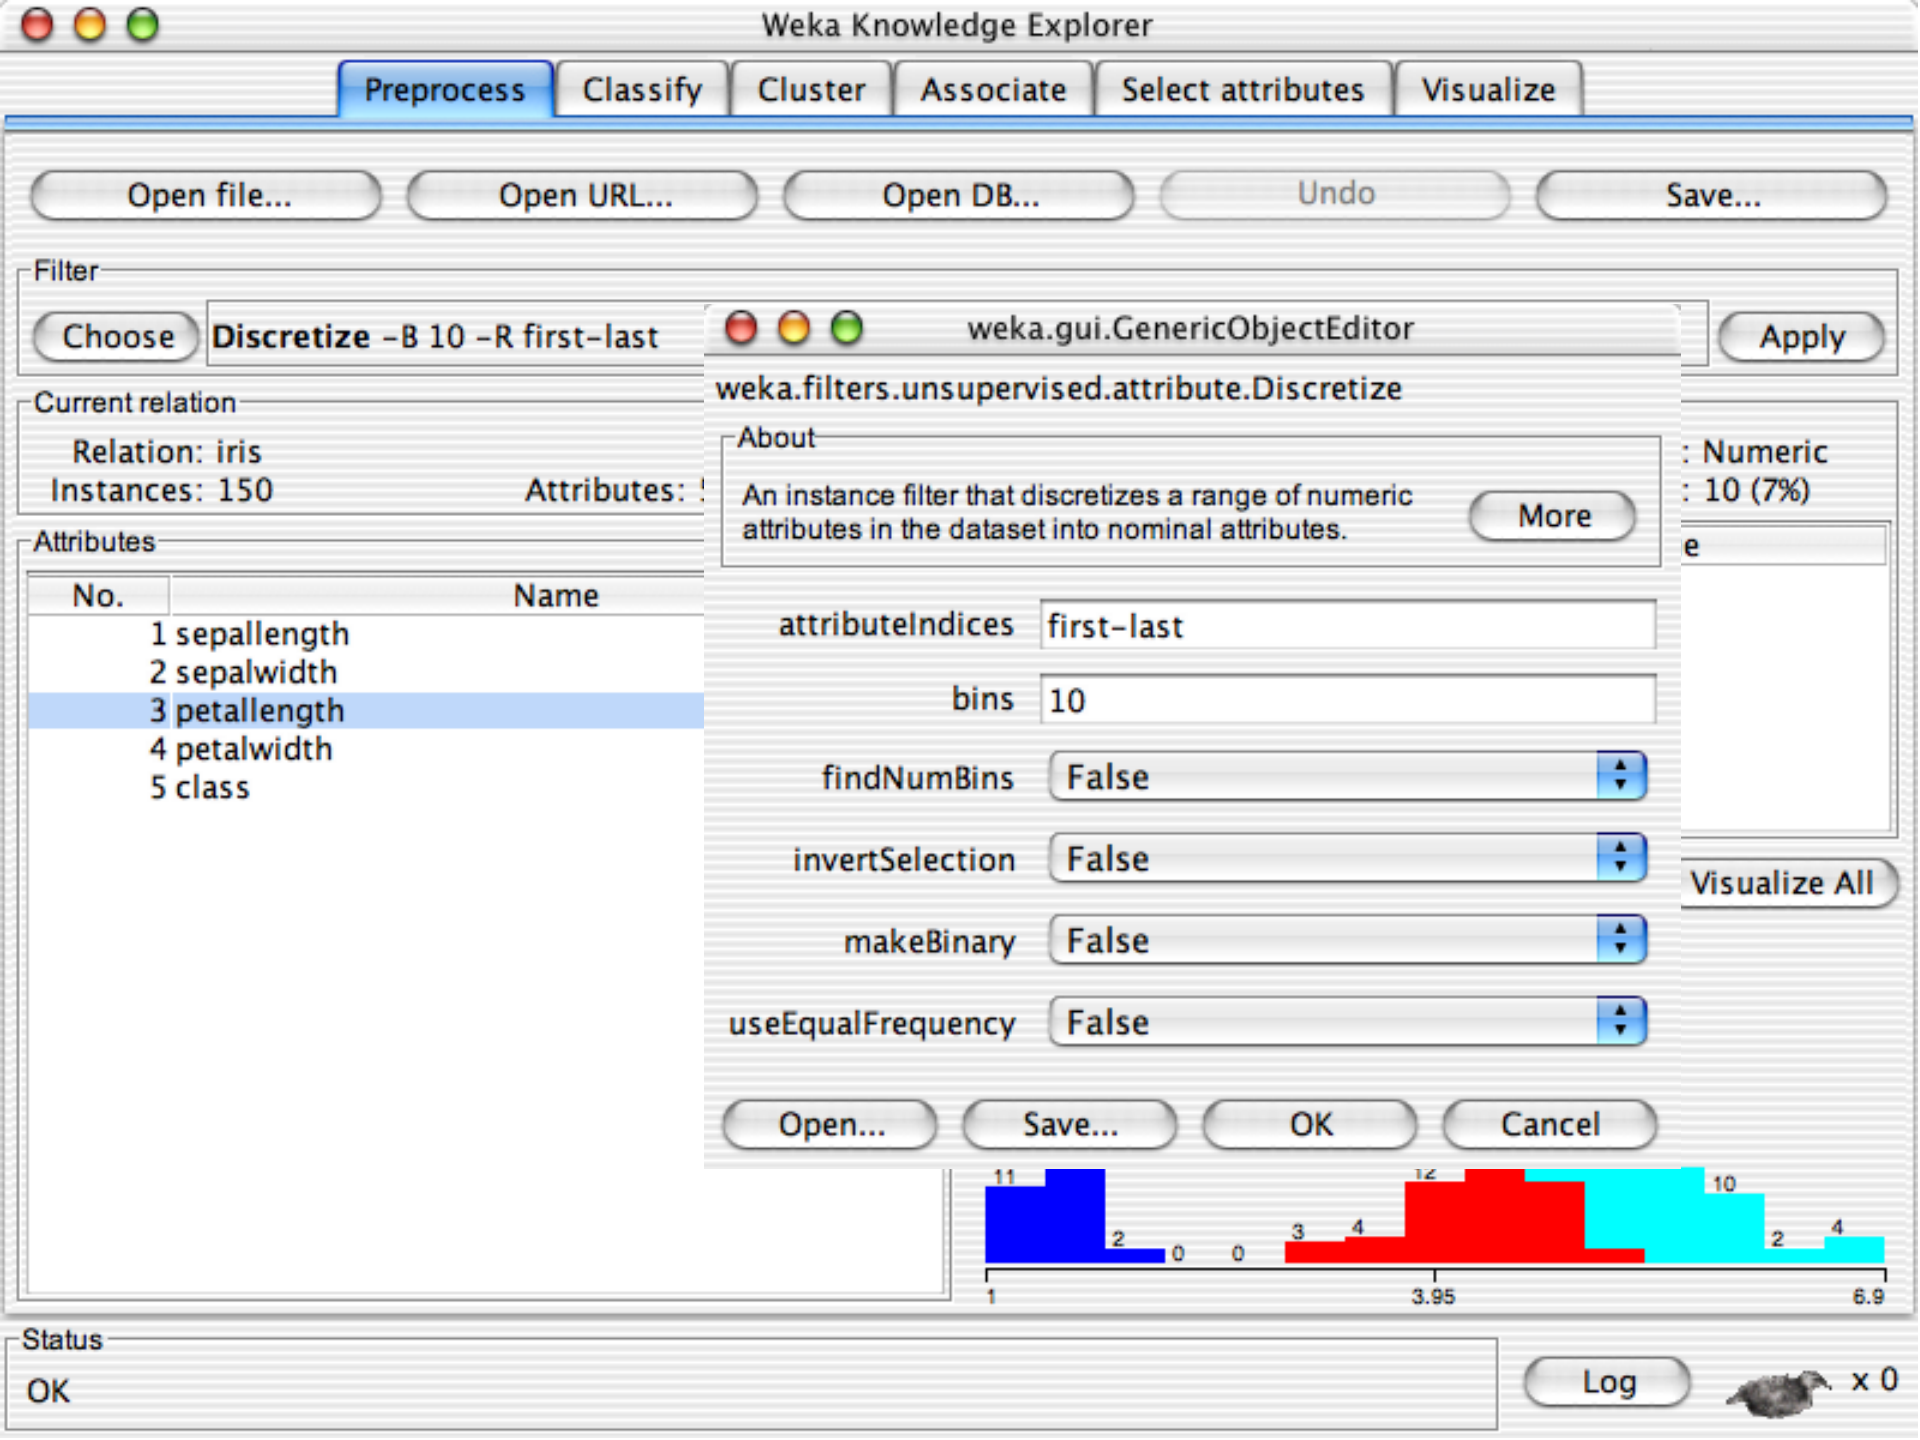 Weka Knowledge Explorer
Preprocess Classify Cluster Associate Select attributes Visualize
Open file... Open URL... Open DB... Undo Save...
Filter
Choose Discretize -B 10 -R first-last Apply
weka.gui.GenericObjectEditor
weka.filters.unsupervised.attribute.Discretize
Current relation
Relation: iris
Instances: 150 Attributes:
About
An instance filter that discretizes a range of numeric
attributes in the dataset into nominal attributes.
More
: Numeric
: 10 (7%)
e
Attributes
No. Name
1 sepallength
2 sepalwidth
3 petallength
4 petalwidth
5 class
attributeIndices first-last
bins 10
findNumBins False
invertSelection False
makeBinary False
useEqualFrequency False
Open... Save... OK Cancel
Visualize All
11 2 0 0 3 4 12 10 2 4
1 3.95 6.9
Status
OK
Log x 0